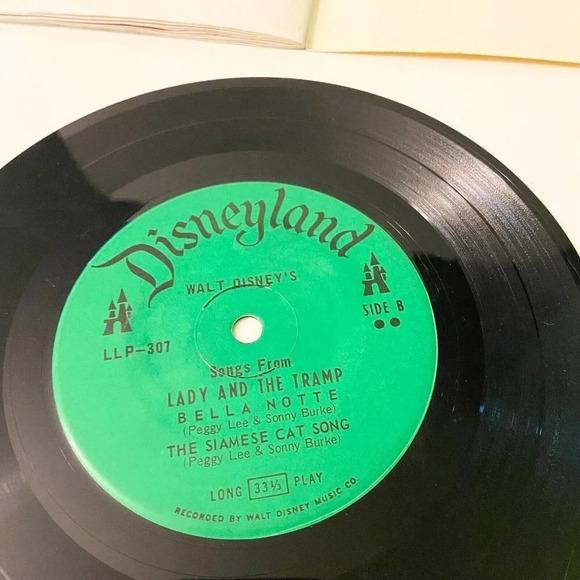 Disneyland
WALT DISNEY'S
LLP-307
SIDE B
Songs From
LADY AND THE TRAMP
BELLA NOTTE
(Peggy Lee & Sonny Burke)
THE SIAMESE CAT SONG
(Peggy Lee & Sonny Burke)
LONG 33⅓ PLAY
RECORDED BY WALT DISNEY MUSIC CO.